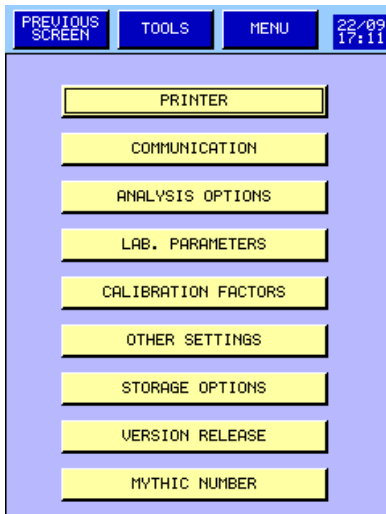 PREVIOUS
SCREEN
TOOLS
MENU
22/09
17:11
PRINTER
COMMUNICATION
ANALYSIS OPTIONS
LAB. PARAMETERS
CALIBRATION FACTORS
OTHER SETTINGS
STORAGE OPTIONS
VERSION RELEASE
MYTHIC NUMBER